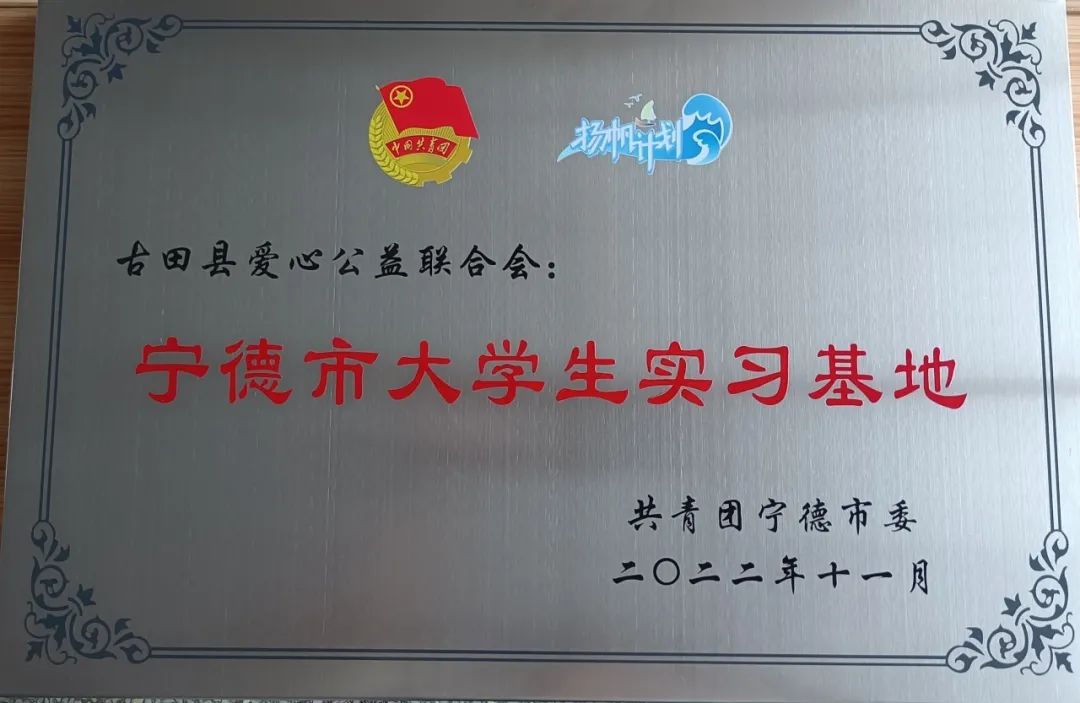 中国共青团
扬帆计划
古田县爱心公益联合会：
宁德市大学生实习基地
共青团宁德市委
二〇二二年十一月